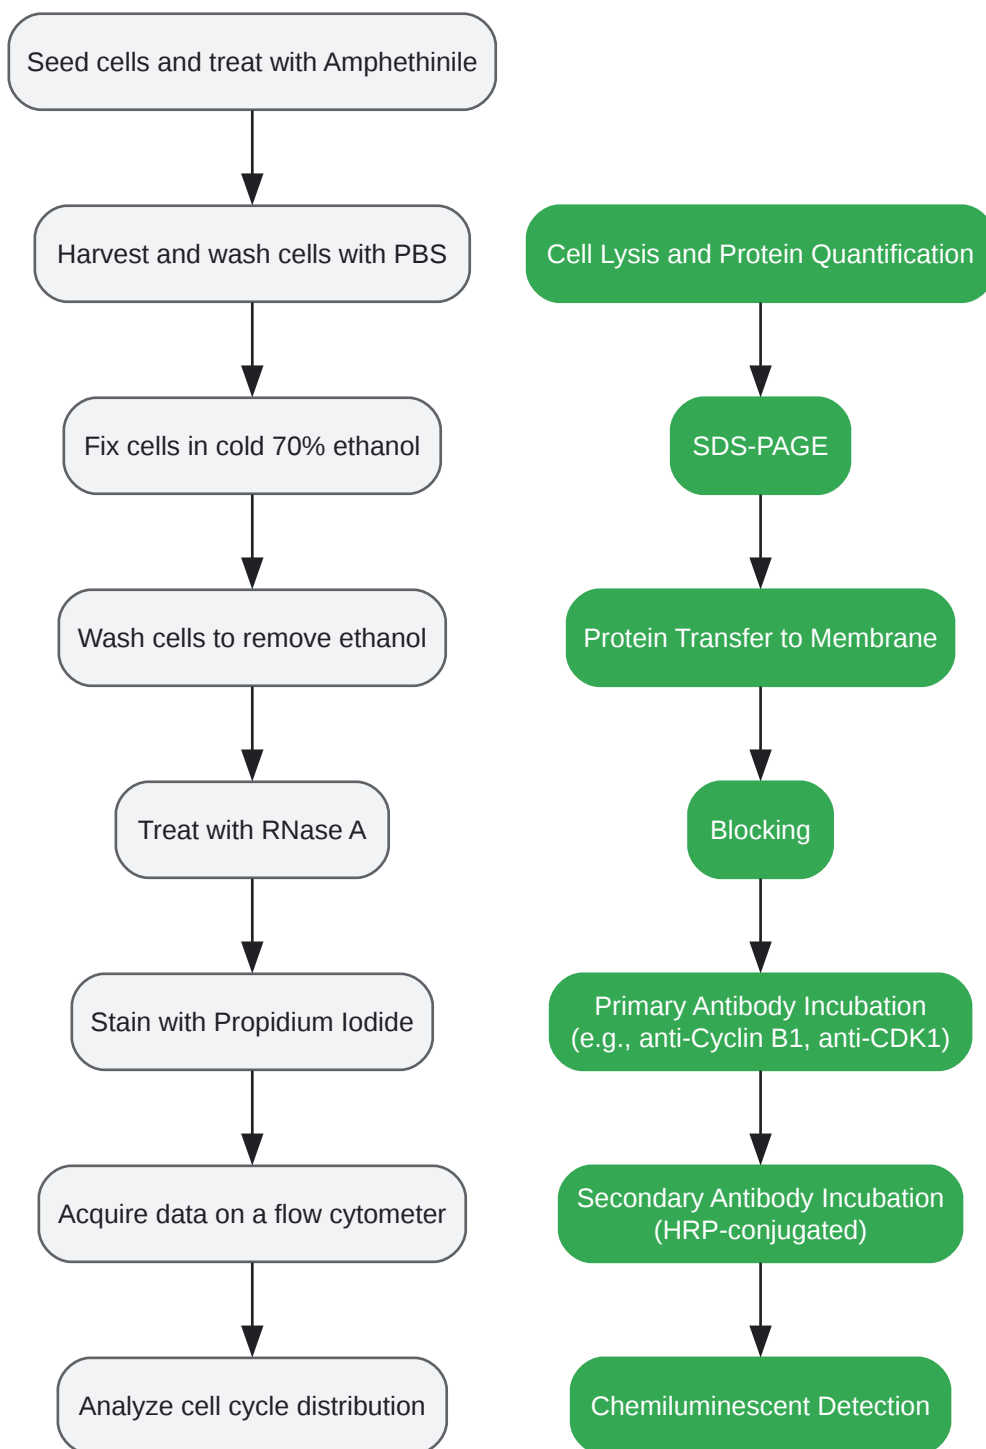 Seed cells and treat with Amphethinile
Harvest and wash cells with PBS
Fix cells in cold 70% ethanol
Wash cells to remove ethanol
Treat with RNase A
Stain with Propidium Iodide
Acquire data on a flow cytometer
Analyze cell cycle distribution
Cell Lysis and Protein Quantification
SDS-PAGE
Protein Transfer to Membrane
Blocking
Primary Antibody Incubation
(e.g., anti-Cyclin B1, anti-CDK1)
Secondary Antibody Incubation
(HRP-conjugated)
Chemiluminescent Detection